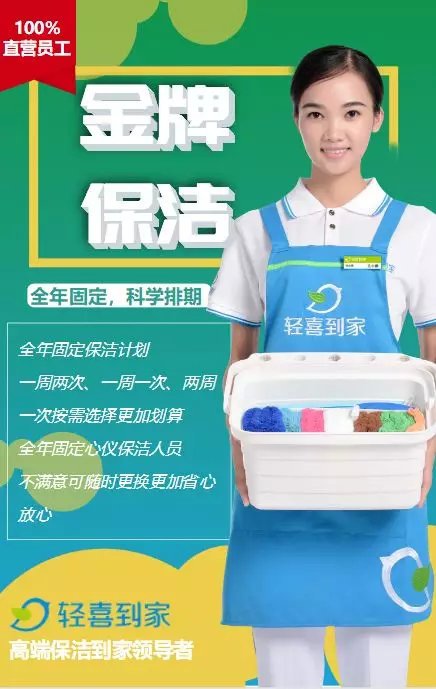 100%
直营员工
金牌
保洁
全年固定，科学排期
全年固定保洁计划
一周两次、一周一次、两周
一次按需选择更加划算
全年固定心仪保洁人员
不满意可随时更换更加省心
放心
轻喜到家
轻喜到家
高端保洁到家领导者